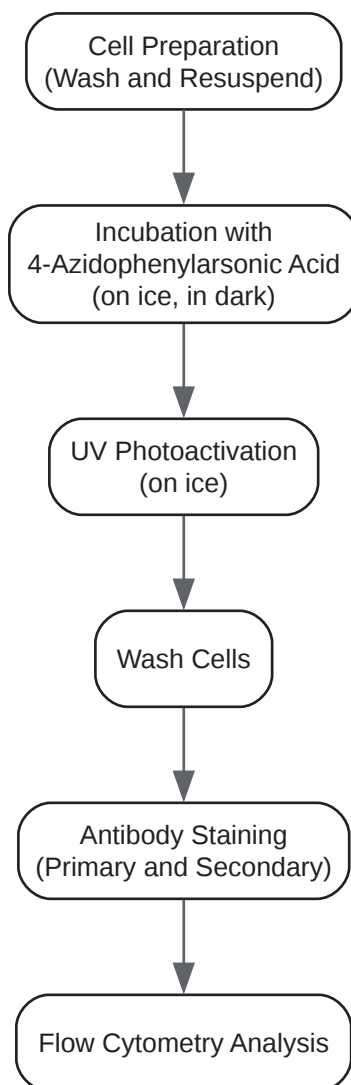 Cell Preparation
(Wash and Resuspend)
Incubation with
4-Azidophenylarsonic Acid
(on ice, in dark)
UV Photoactivation
(on ice)
Wash Cells
Antibody Staining
(Primary and Secondary)
Flow Cytometry Analysis